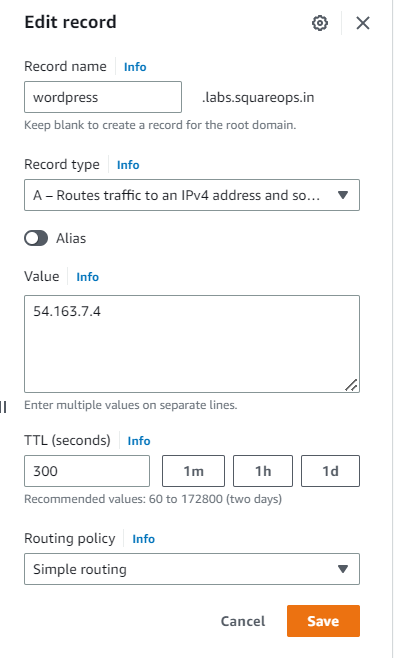 Edit record
Record name Info
wordpress .labs.squareops.in
Keep blank to create a record for the root domain.
Record type Info
A – Routes traffic to an IPv4 address and so...
Alias
Value Info
54.163.7.4
Enter multiple values on separate lines.
TTL (seconds) Info
300 1m 1h 1d
Recommended values: 60 to 172800 (two days)
Routing policy Info
Simple routing
Cancel Save